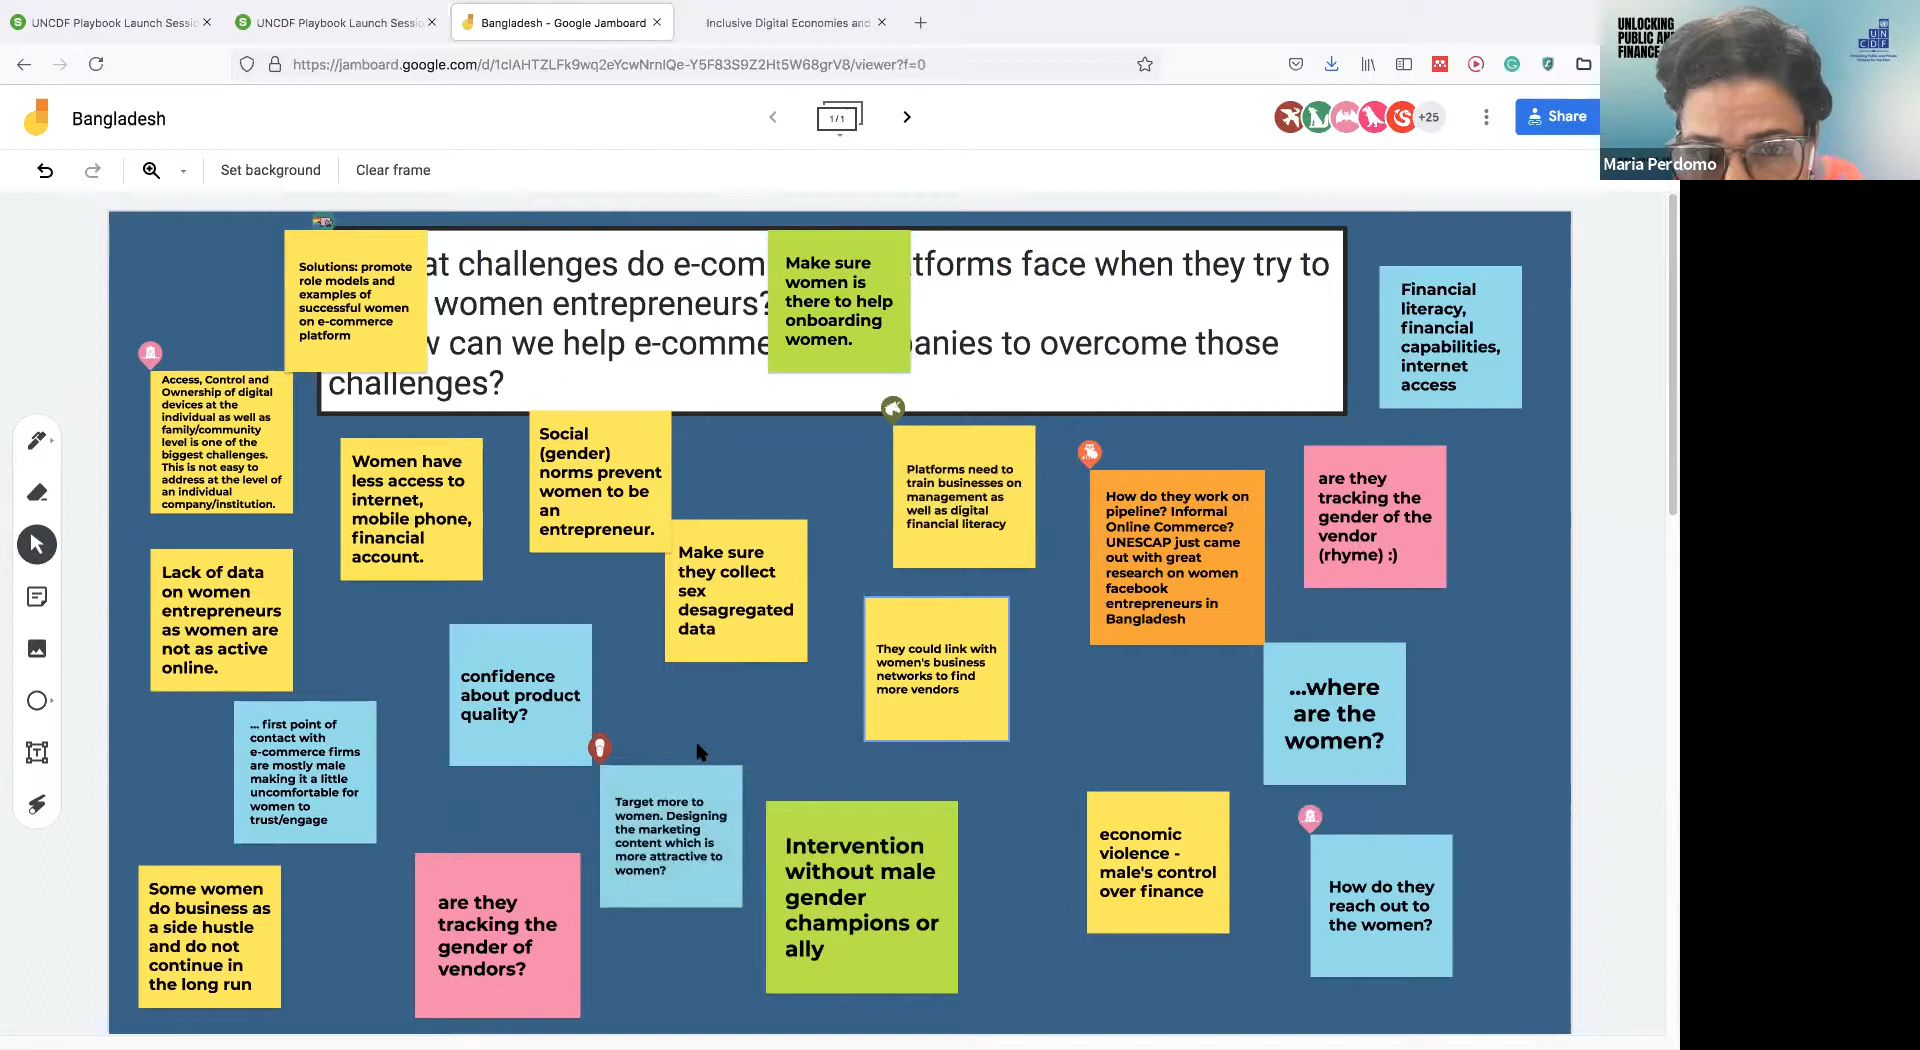 UNCDF Playbook Launch Sessi
UNCDF Playbook Launch Sessi
Bangladesh - Google Jamboard
Inclusive Digital Economies and
https://jamboard.google.com/d/1clAHTZLFk9wq2eYcwNrnIQe-Y5F83S9Z2Ht5W68grV8/viewer?f=0
Bangladesh
1/1
+25
Share
Set background
Clear frame
UNLOCKING
PUBLIC AN
FINANCE
UN
CDF
Maria Perdomo
at challenges do e-com
tforms face when they try to
women entrepreneurs?
w can we help e-comme
panies to overcome those
challenges?
Solutions: promote
role models and
examples of
successful women
on e-commerce
platform
Make sure
women is
there to help
onboarding
women.
Financial
literacy,
financial
capabilities,
internet
access
Access, Control and
Ownership of digital
devices at the
individual as well as
family/community
level is one of the
biggest challenges.
This is not easy to
address at the level of
an individual
company/institution.
Women have
less access to
internet,
mobile phone,
financial
account.
Social
(gender)
norms prevent
women to be
an
entrepreneur.
Make sure
they collect
sex
desagregated
data
Platforms need to
train businesses on
management as
well as digital
financial literacy
How do they work on
pipeline? Informal
Online Commerce?
UNESCAP just came
out with great
research on women
facebook
entrepreneurs in
Bangladesh
are they
tracking the
gender of the
vendor
(rhyme) :)
Lack of data
on women
entrepreneurs
as women are
not as active
online.
confidence
about product
quality?
They could link with
women's business
networks to find
more vendors
...where
are the
women?
... first point of
contact with
e-commerce firms
are mostly male
making it a little
uncomfortable for
women to
trust/engage
Target more to
women. Designing
the marketing
content which is
more attractive to
women?
Intervention
without male
gender
champions or
ally
economic
violence -
male's control
over finance
How do they
reach out to
the women?
Some women
do business as
a side hustle
and do not
continue in
the long run
are they
tracking the
gender of
vendors?